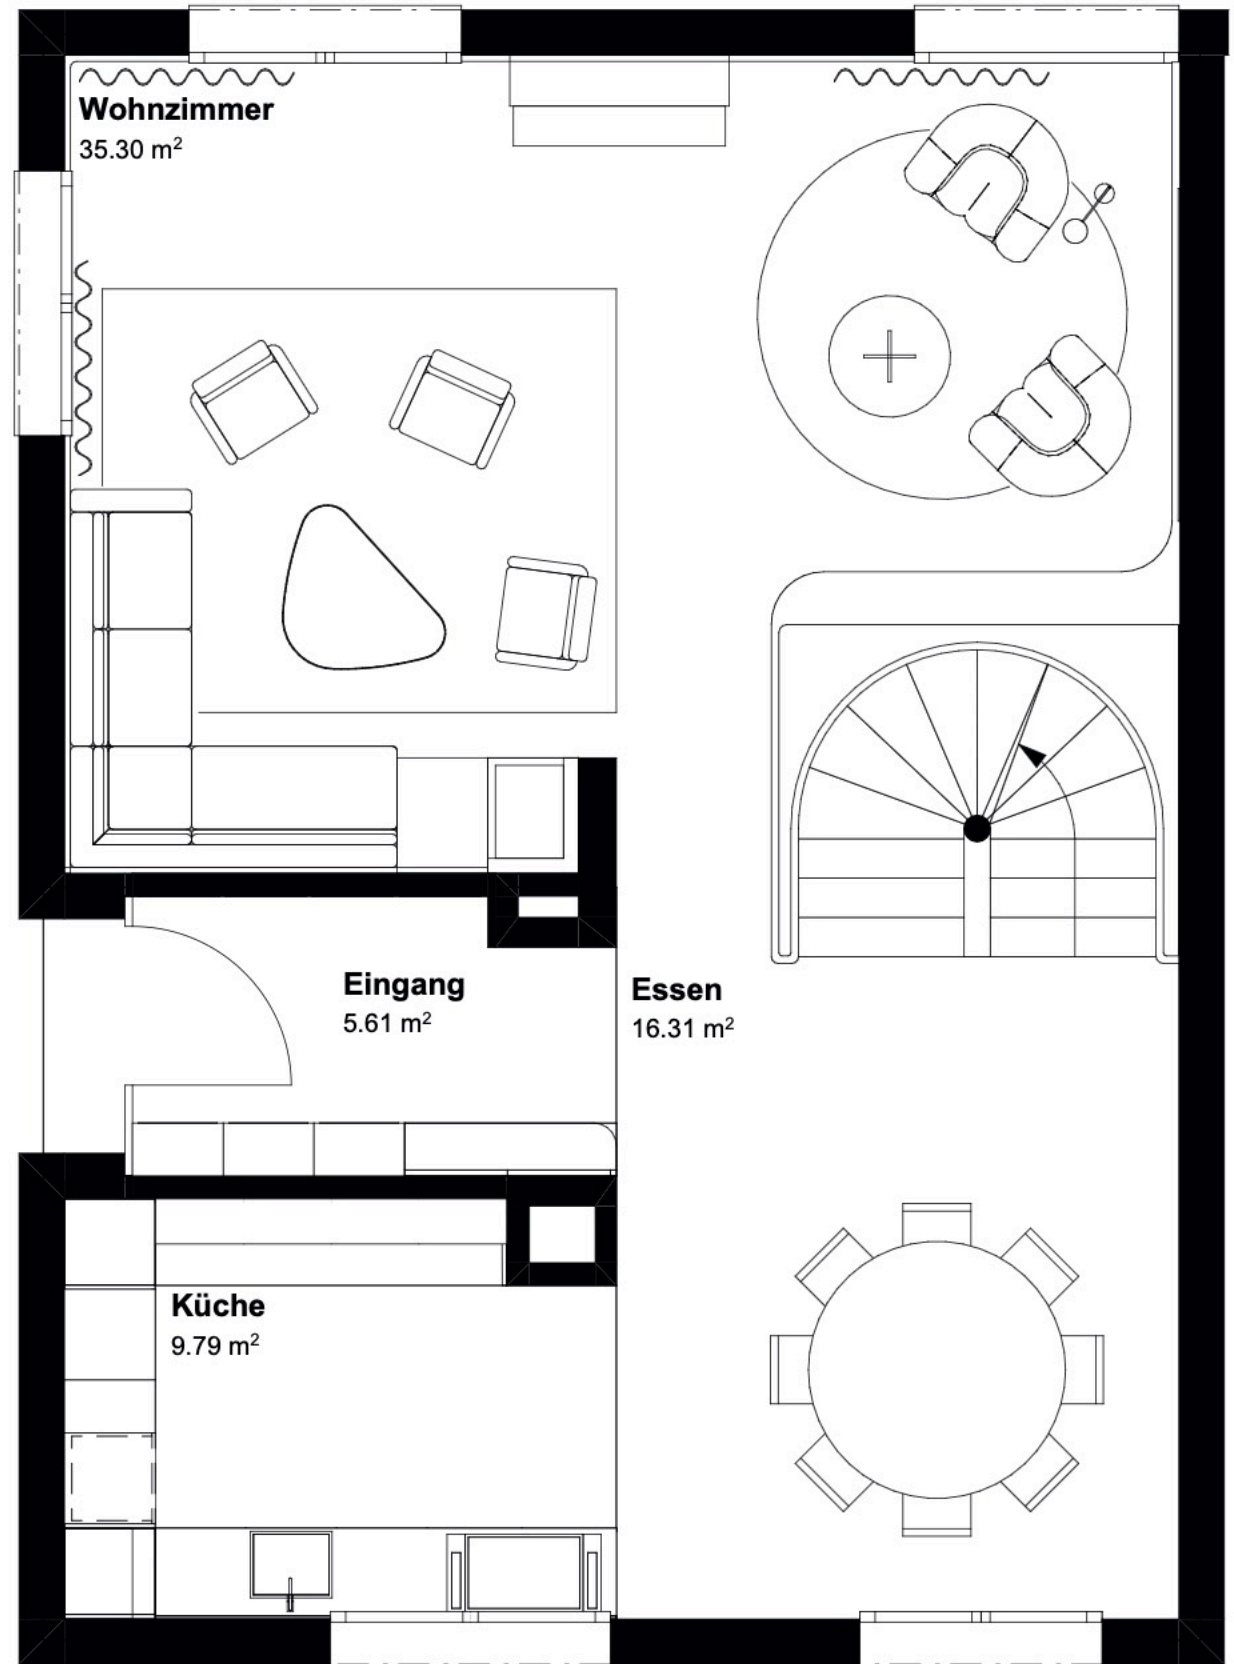 Wohnzimmer
35.30 m²
Eingang
5.61 m²
Essen
16.31 m²
Küche
9.79 m²